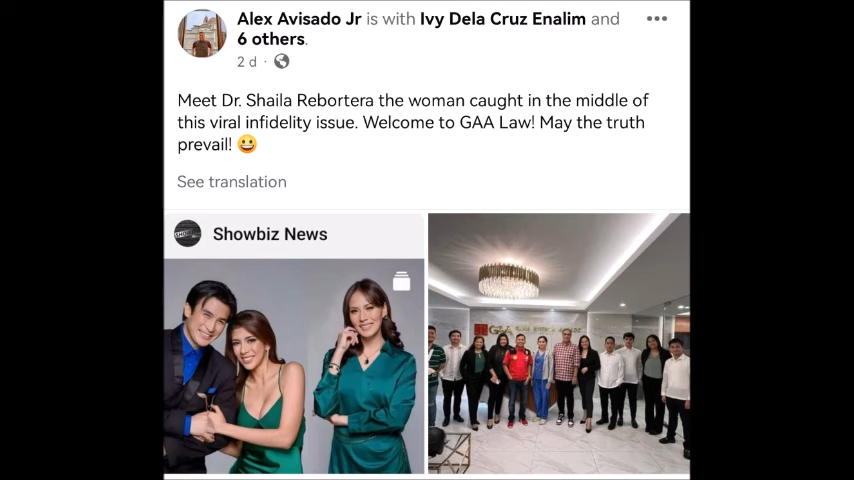 Alex Avisado Jr is with Ivy Dela Cruz Enalim and
6 others.
2 d ·
Meet Dr. Shaila Rebortera the woman caught in the middle of
this viral infidelity issue. Welcome to GAA Law! May the truth
prevail! 😀
See translation
Showbiz News
GAA